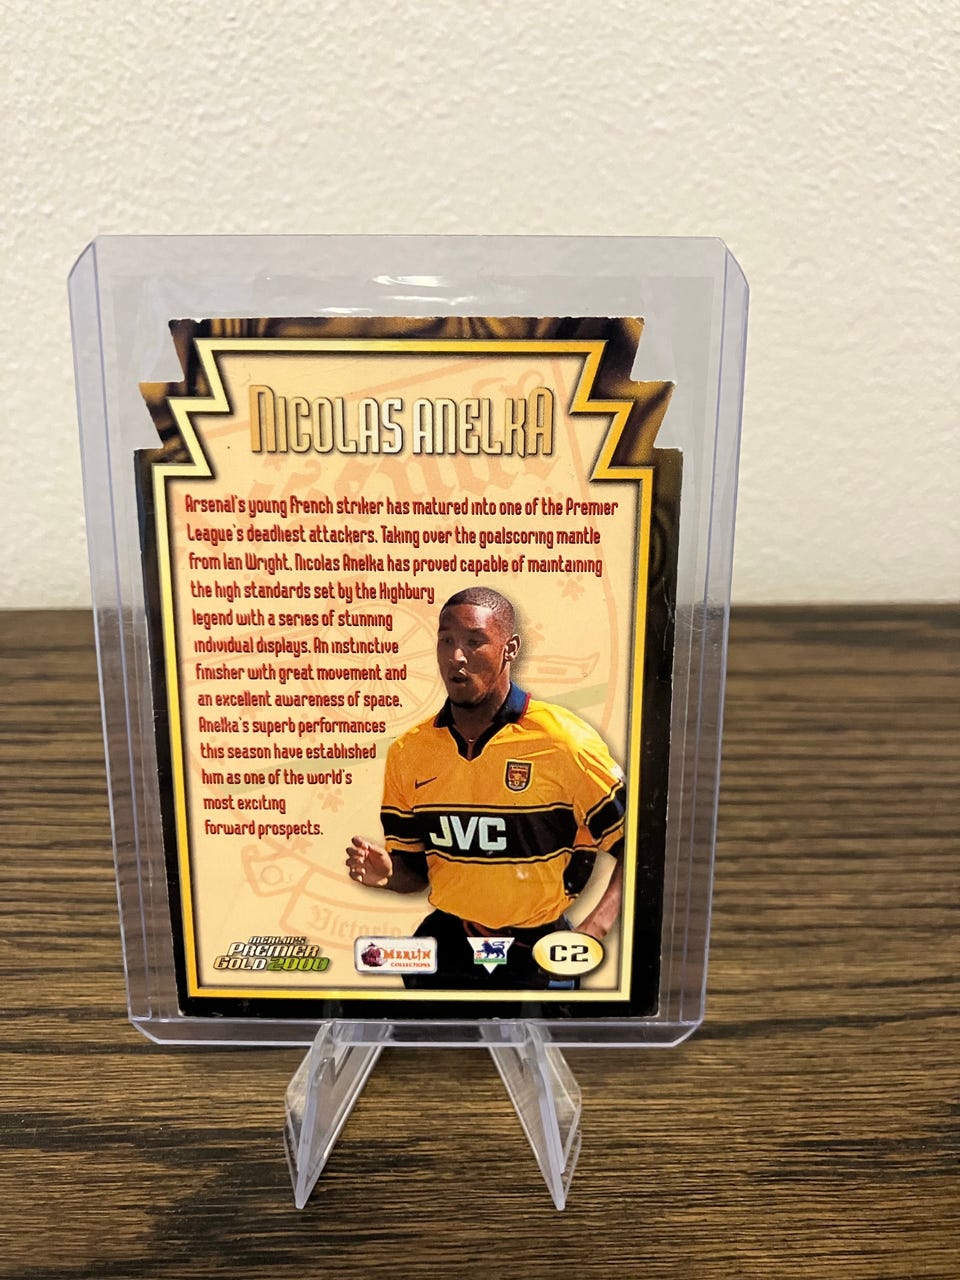 NICOLAS ANELKA
Arsenal's young French striker has matured into one of the Premier
League's deadliest attackers. Taking over the goalscoring mantle
from Ian Wright, Nicolas Anelka has proved capable of maintaining
the high standards set by the Highbury
legend with a series of stunning
individual displays. An instinctive
finisher with great movement and
an excellent awareness of space,
Anelka's superb performances
this season have established
him as one of the world's
most exciting
forward prospects.
JVC
Victoria
MERLIN'S
PREMIER
GOLD 2000
MERLIN
COLLECTIONS
C2